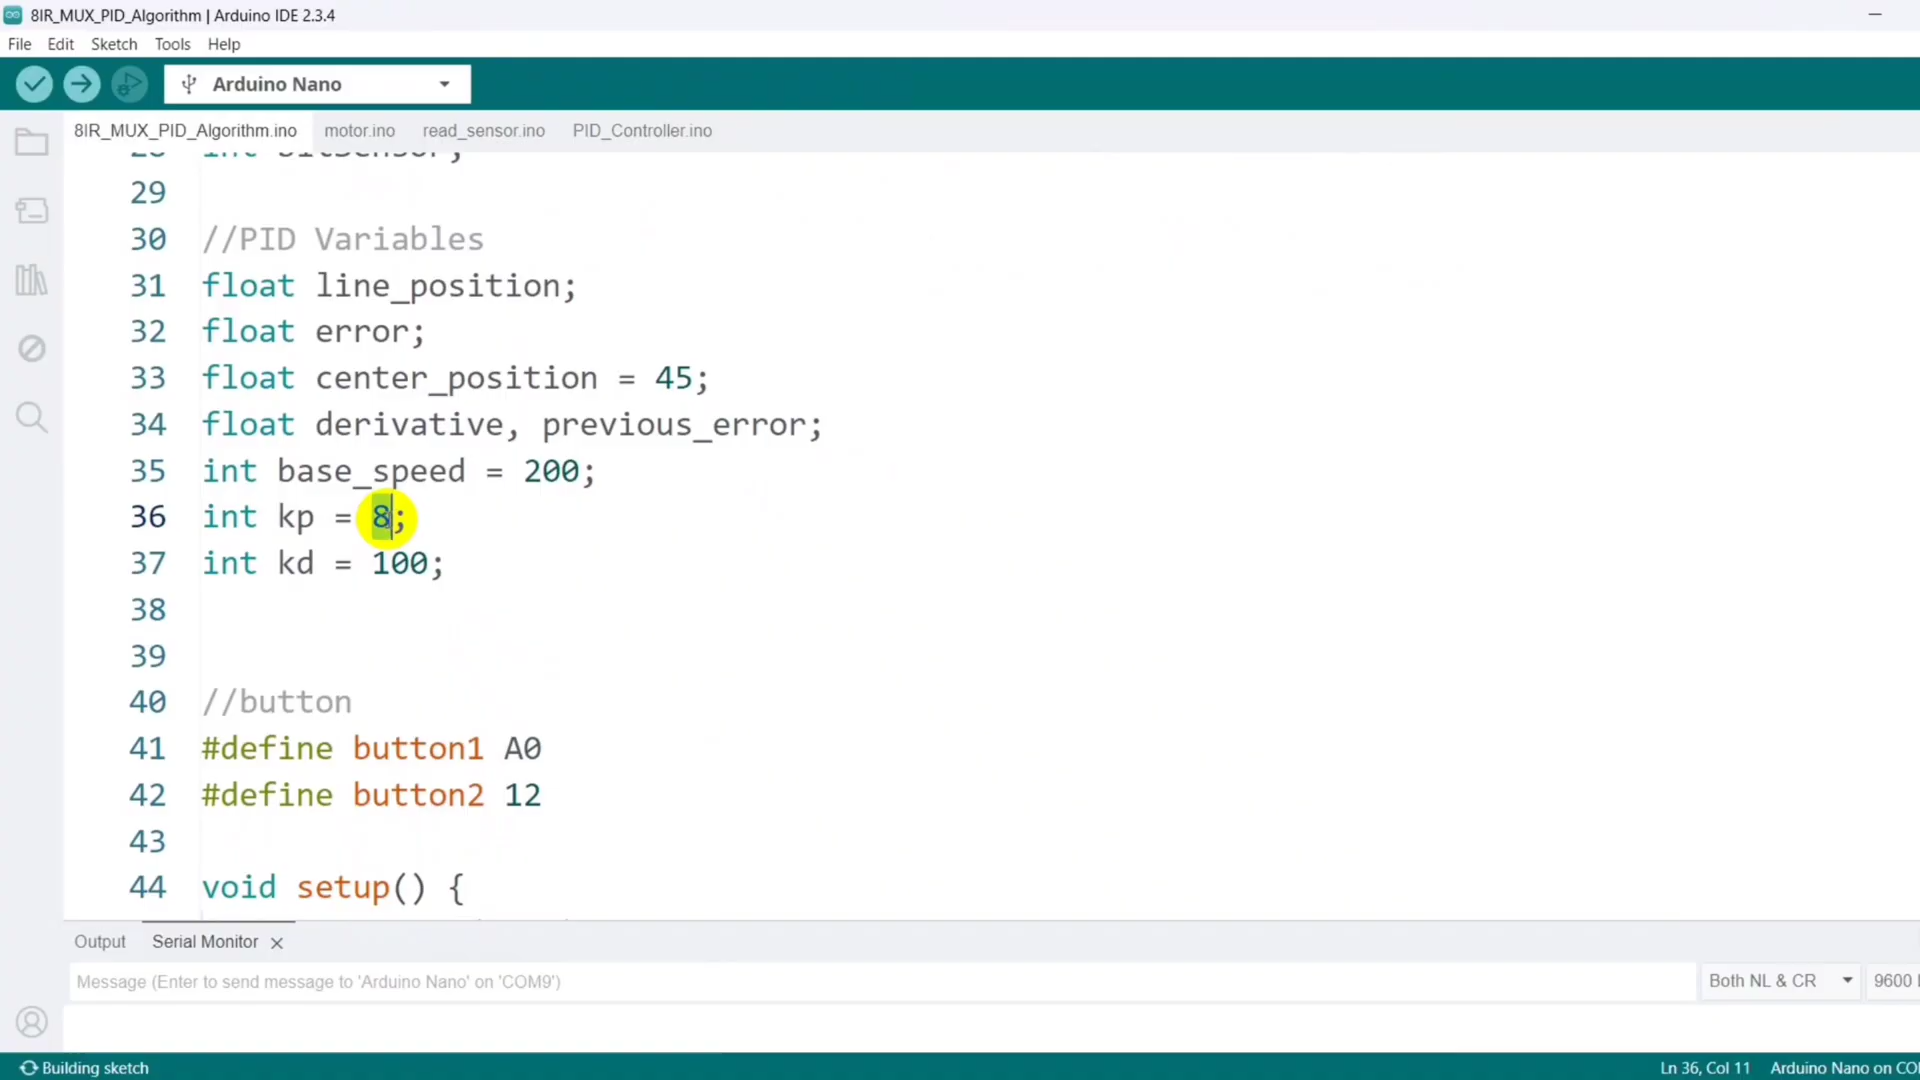 8IR_MUX_PID_Algorithm | Arduino IDE 2.3.4
File Edit Sketch Tools Help
Arduino Nano
8IR_MUX_PID_Algorithm.ino motor.ino read_sensor.ino PID_Controller.ino
28 int bitSensor;
29
30 //PID Variables
31 float line_position;
32 float error;
33 float center_position = 45;
34 float derivative, previous_error;
35 int base_speed = 200;
36 int kp = 8;
37 int kd = 100;
38
39
40 //button
41 #define button1 A0
42 #define button2 12
43
44 void setup() {
Output Serial Monitor
Message (Enter to send message to 'Arduino Nano' on 'COM9') Both NL & CR 9600
Building sketch Ln 36, Col 11 Arduino Nano on CO